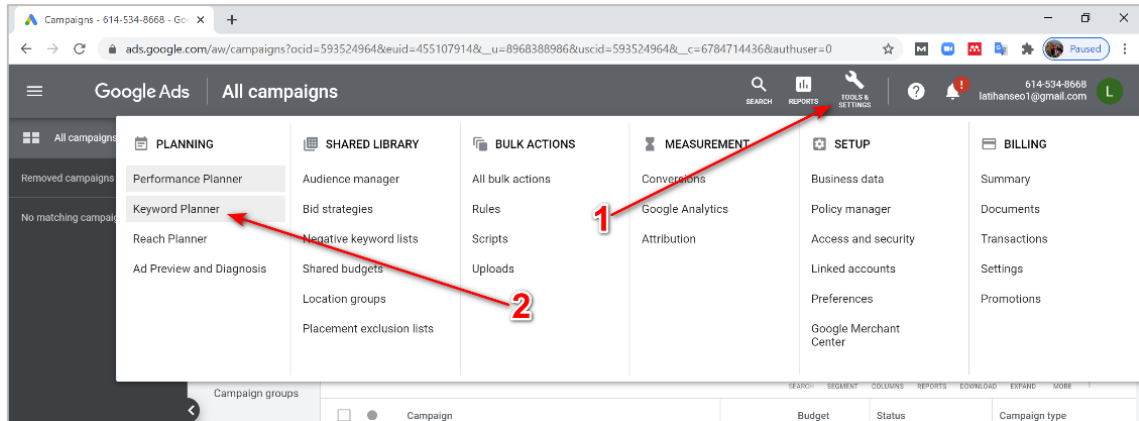 Campaigns - 614-534-8668 - Goo
ads.google.com/aw/campaigns?ocid=593524964&euid=455107914&__u=8968388986&uscid=593524964&__c=6784714436&authuser=0
Paused
Google Ads
All campaigns
SEARCH
REPORTS
TOOLS &
SETTINGS
614-534-8668
latihanseo1@gmail.com
L
All campaigns
Removed campaigns
No matching campaig
PLANNING
Performance Planner
Keyword Planner
Reach Planner
Ad Preview and Diagnosis
SHARED LIBRARY
Audience manager
Bid strategies
Negative keyword lists
Shared budgets
Location groups
Placement exclusion lists
BULK ACTIONS
All bulk actions
Rules
Scripts
Uploads
MEASUREMENT
Conversions
Google Analytics
Attribution
SETUP
Business data
Policy manager
Access and security
Linked accounts
Preferences
Google Merchant
Center
BILLING
Summary
Documents
Transactions
Settings
Promotions
1
2
Campaign groups
SEARCH SEGMENT COLUMNS REPORTS DOWNLOAD EXPAND MORE
Campaign Budget Status Campaign type